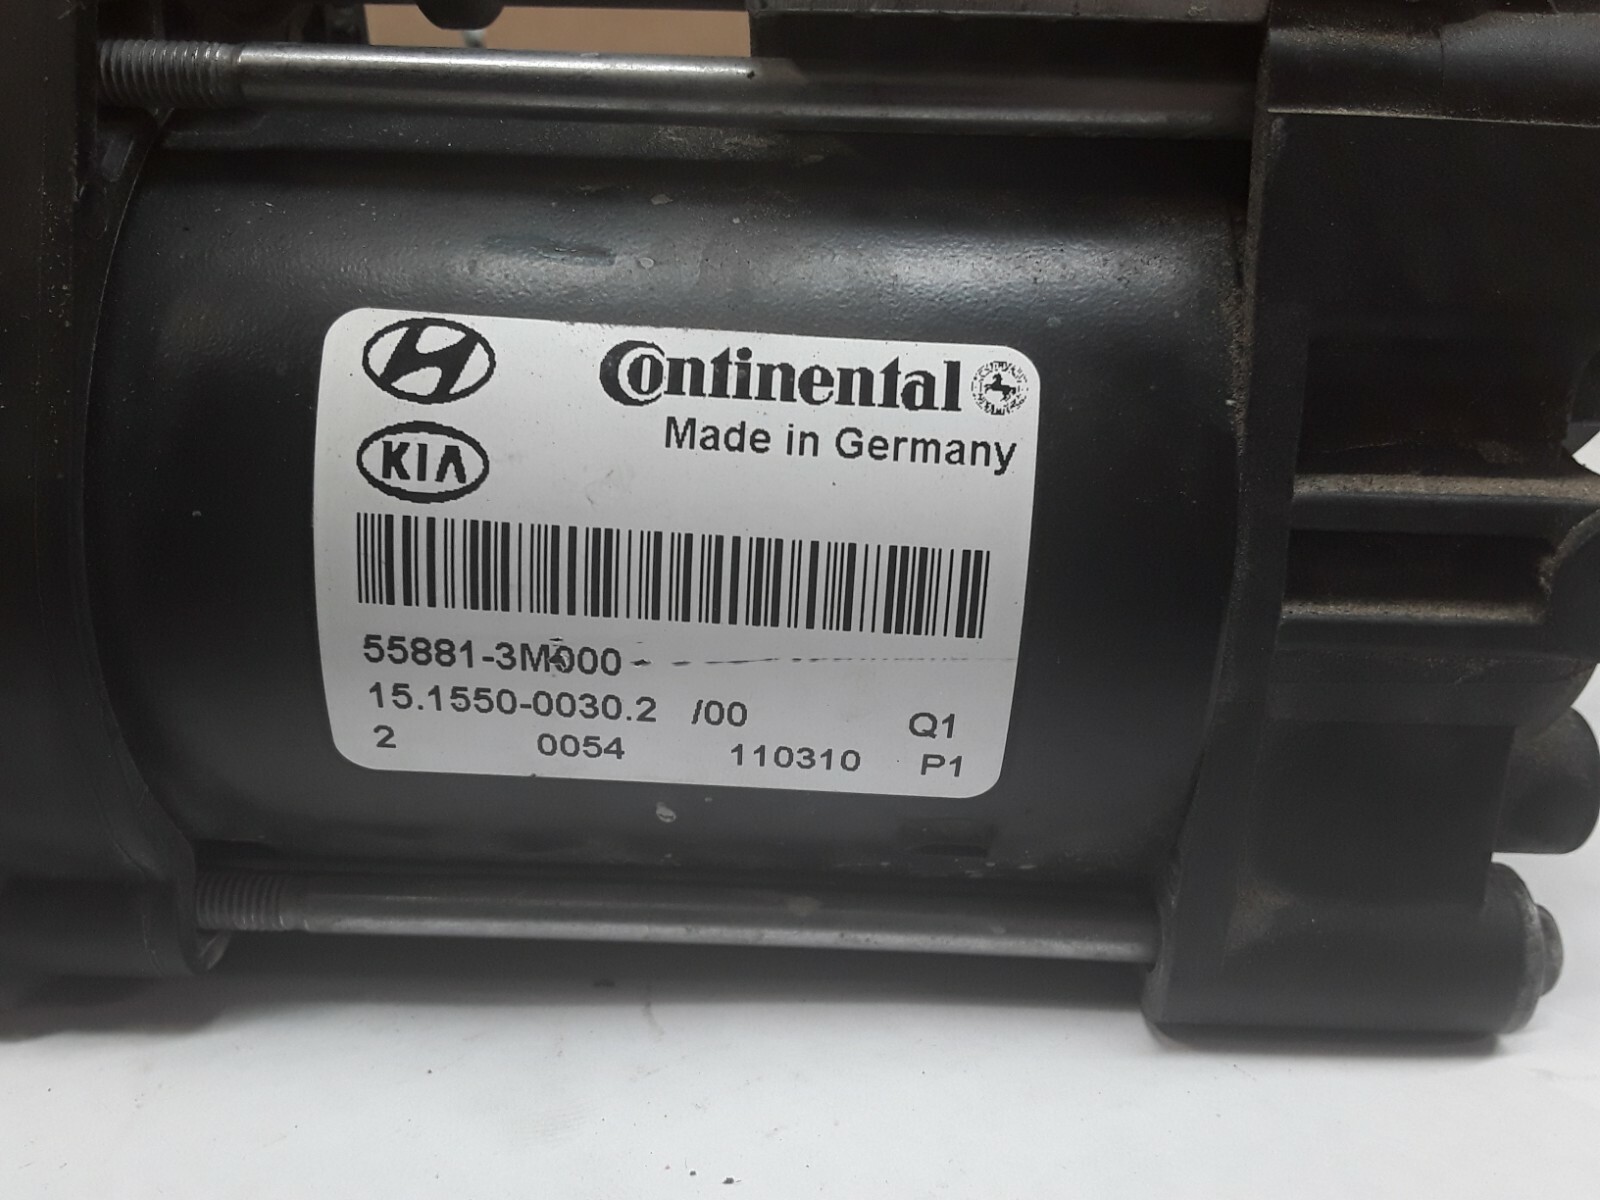 Continental
Made in Germany
KIA
55881-3M000
15.1550-0030.2 /00 Q1
2 0054 110310 P1